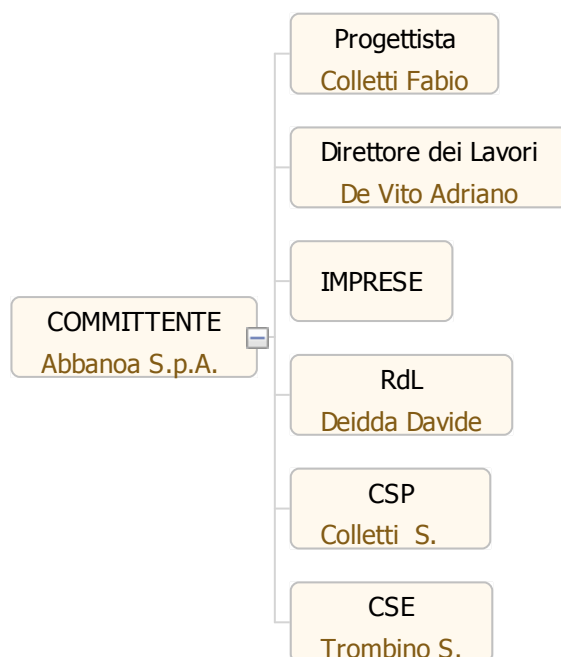 Progettista
Colletti Fabio
Direttore dei Lavori
De Vito Adriano
IMPRESE
COMMITTENTE
Abbanoa S.p.A.
RdL
Deidda Davide
CSP
Colletti S.
CSE
Trombino S.